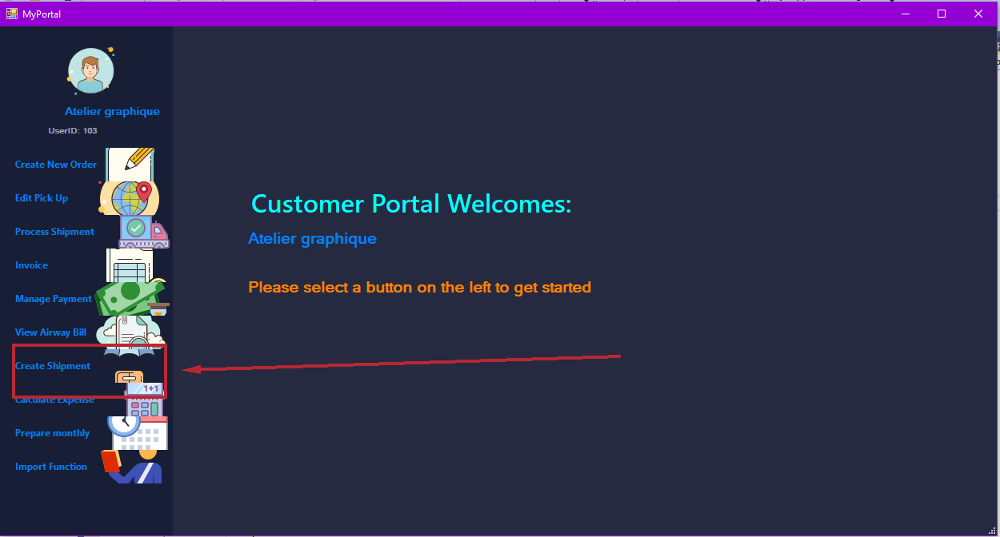 MyPortal
Atelier graphique
UserID: 103
Create New Order
Edit Pick Up
Process Shipment
Invoice
Manage Payment
View Airway Bill
Create Shipment
1+1
Calculate Expense
Prepare monthly
Import Function
Customer Portal Welcomes:
Atelier graphique
Please select a button on the left to get started